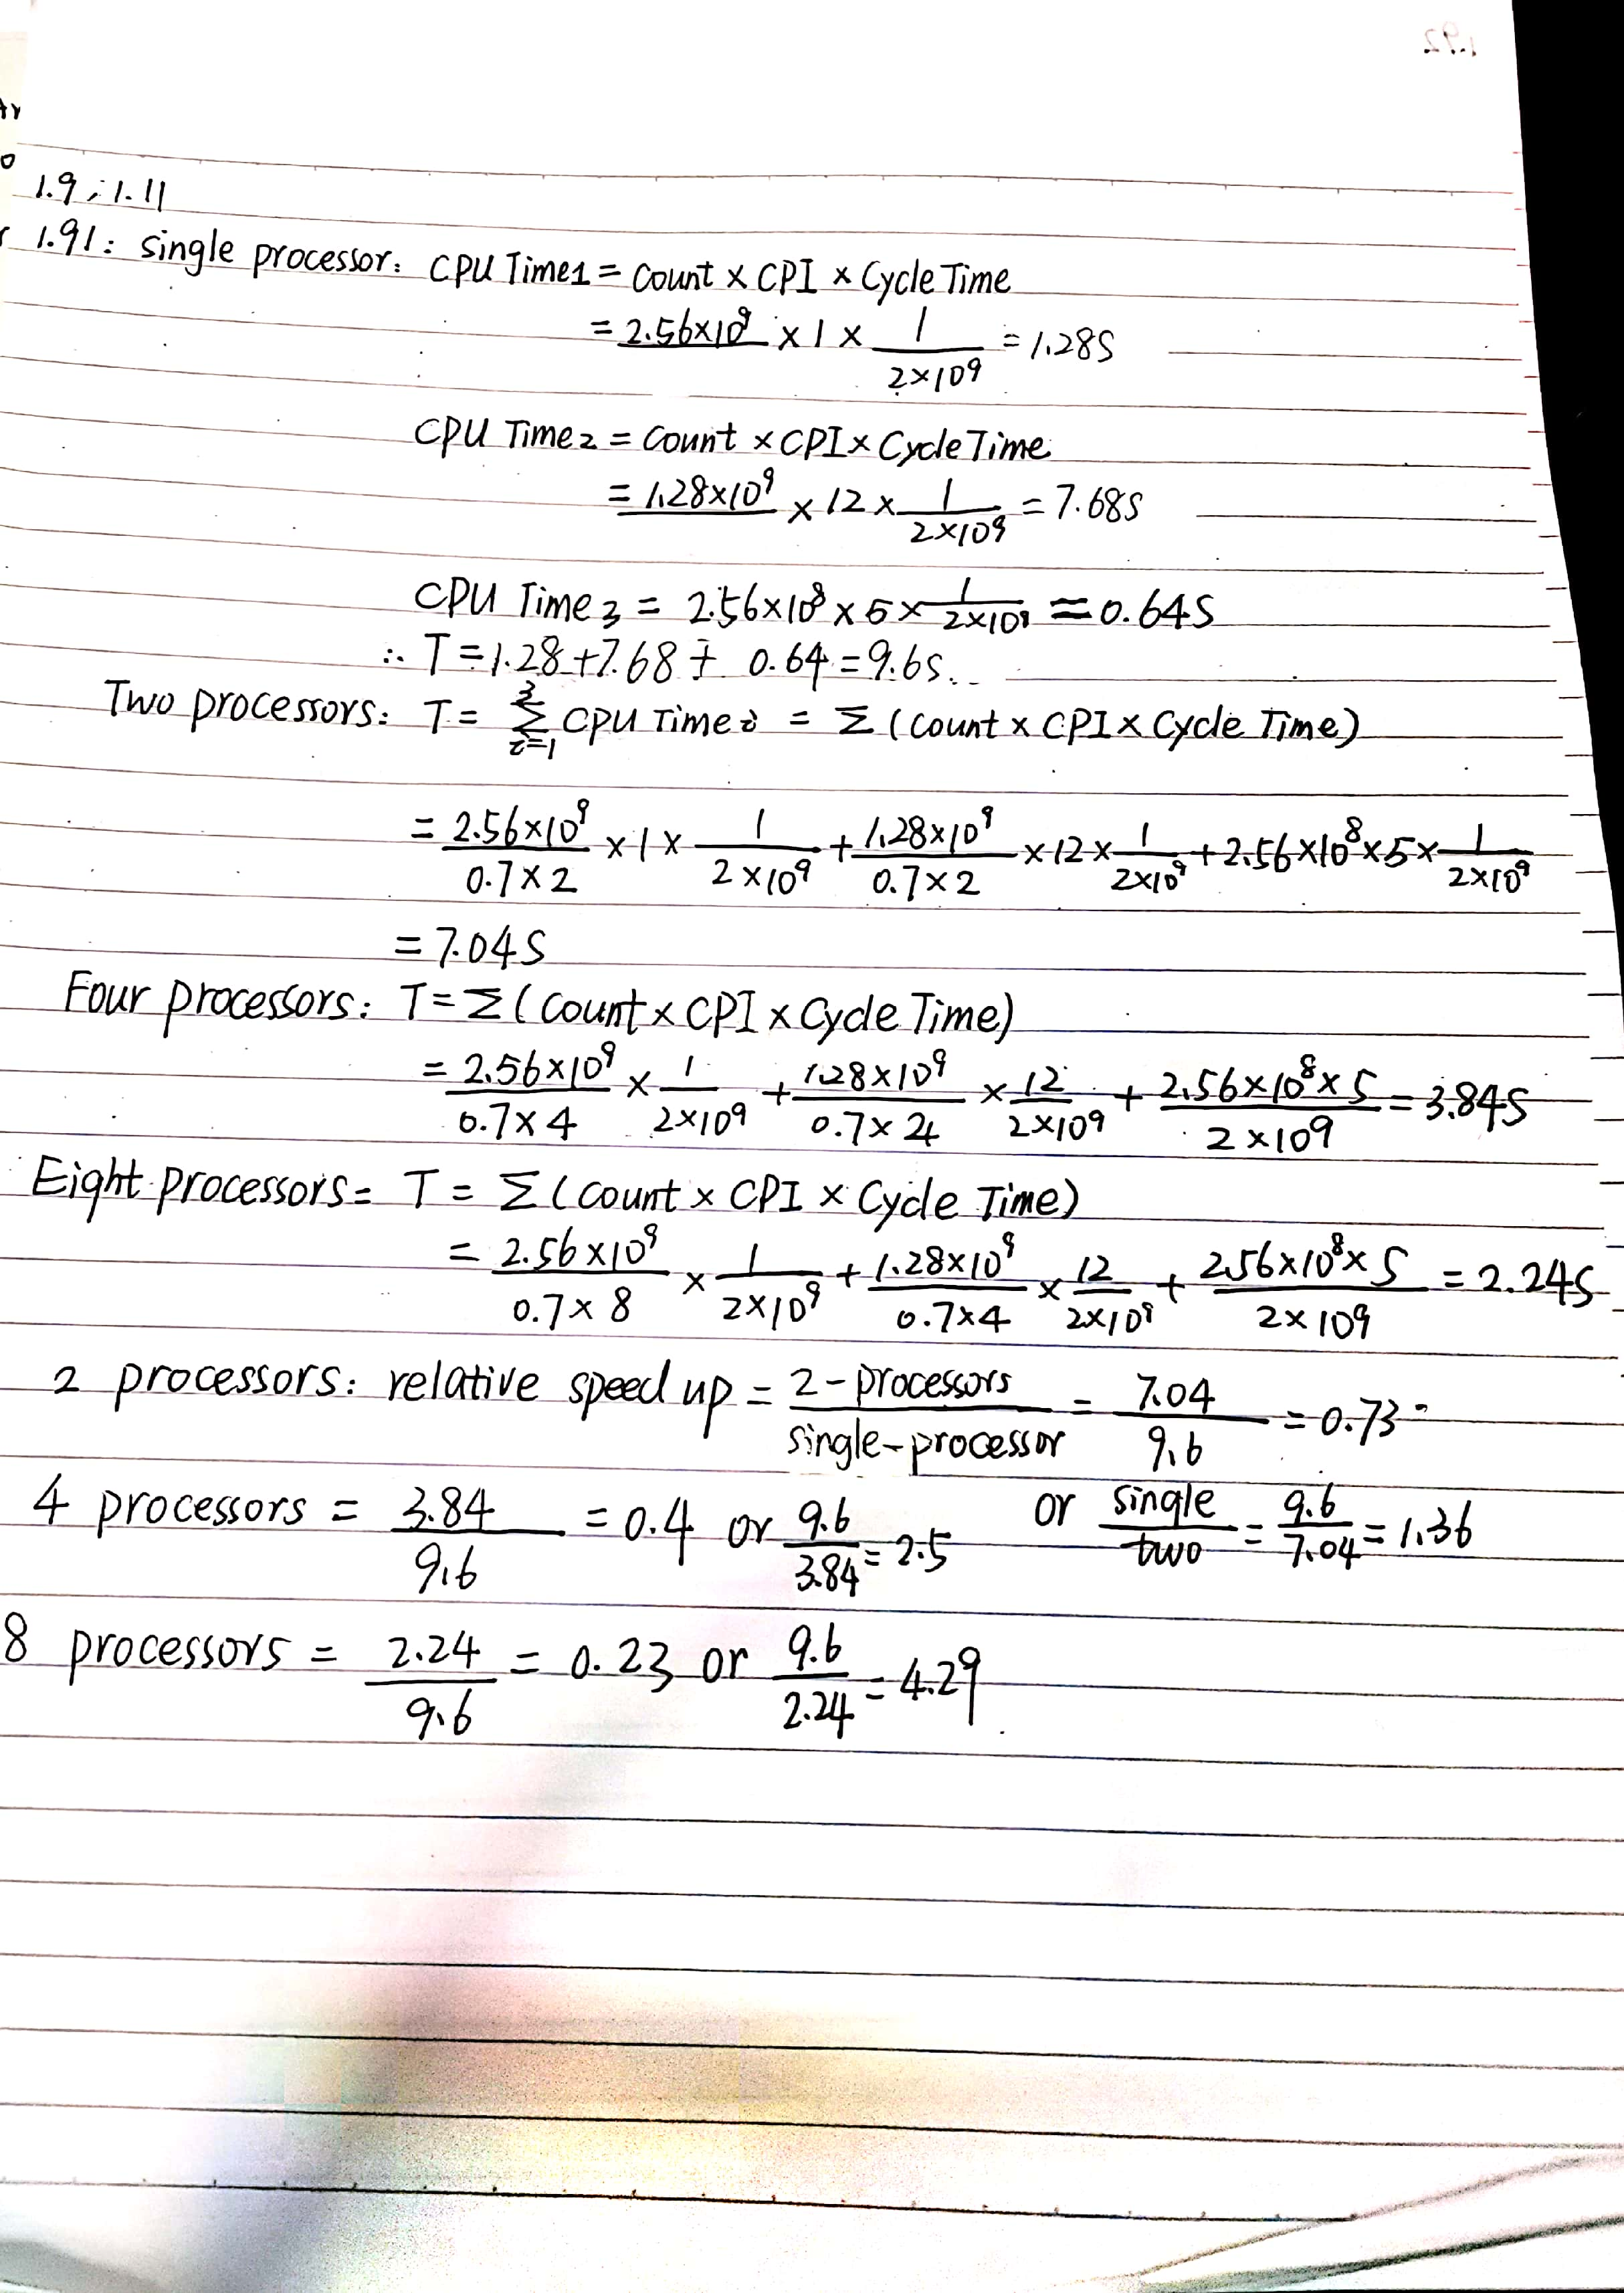 1.9, 1.11
1.91: single processor: CPU Time1 = Count × CPI × Cycle Time
= 2.56×10⁹ × 1 × 1/(2×10⁹) = 1.28S
CPU Time2 = Count × CPI × Cycle Time
= 1.28×10⁹ × 12 × 1/(2×10⁹) = 7.68S
CPU Time3 = 2.56×10⁸ × 5 × 1/(2×10⁹) = 0.64S
∴ T = 1.28 + 7.68 + 0.64 = 9.6s.
Two processors: T = Σ_{i=1}^{3} CPU Time i = Σ (count × CPI × Cycle Time)
= 2.56×10⁹/(0.7×2) × 1 × 1/(2×10⁹) + 1.28×10⁹/(0.7×2) × 12 × 1/(2×10⁹) + 2.56×10⁸ × 5 × 1/(2×10⁹)
= 7.04S
Four processors: T = Σ (Count × CPI × Cycle Time)
= 2.56×10⁹/(0.7×4) × 1/(2×10⁹) + 1.28×10⁹/(0.7×4) × 12/(2×10⁹) + 2.56×10⁸×5/(2×10⁹) = 3.84S
Eight processors = T = Σ (count × CPI × Cycle Time)
= 2.56×10⁹/(0.7×8) × 1/(2×10⁹) + 1.28×10⁹/(0.7×4) × 12/(2×10⁹) + 2.56×10⁸×5/(2×10⁹) = 2.24S
2 processors: relative speed up = 2-processors/single-processor = 7.04/9.6 = 0.73
or single/two = 9.6/7.04 = 1.36
4 processors = 3.84/9.6 = 0.4 or 9.6/3.84 = 2.5
8 processors = 2.24/9.6 = 0.23 or 9.6/2.24 = 4.29